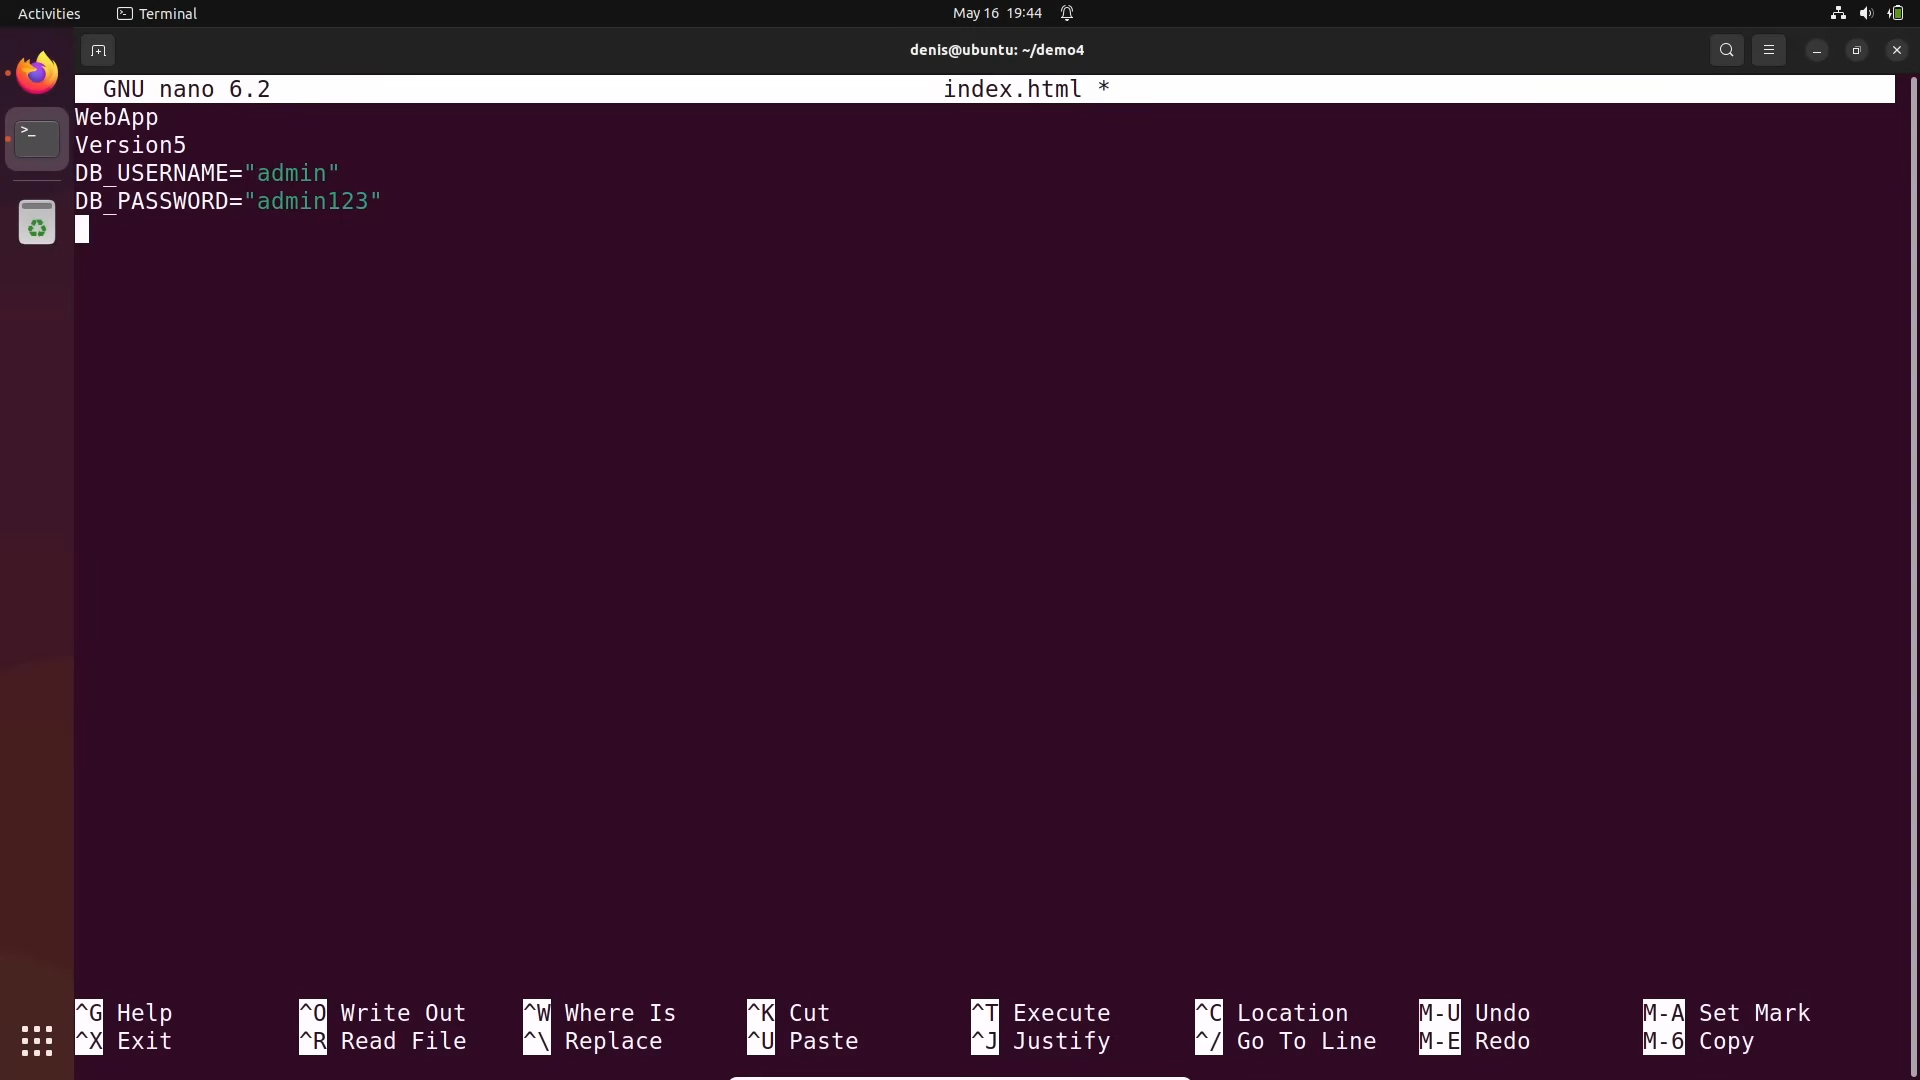 Activities Terminal May 16 19:44
denis@ubuntu: ~/demo4
GNU nano 6.2 index.html *
WebApp
Version5
DB_USERNAME="admin"
DB_PASSWORD="admin123"
^G Help ^O Write Out ^W Where Is ^K Cut ^T Execute ^C Location M-U Undo M-A Set Mark
^X Exit ^R Read File ^\ Replace ^U Paste ^J Justify ^/ Go To Line M-E Redo M-6 Copy